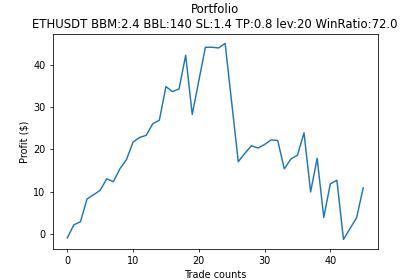 Portfolio
ETHUSDT BBM:2.4 BBL:140 SL:1.4 TP:0.8 lev:20 WinRatio:72.0
Profit ($)
40
30
20
10
0
0
10
20
30
40
Trade counts